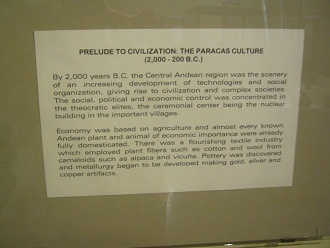 PRELUDE TO CIVILIZATION: THE PARACAS CULTURE
(2,000 - 200 B.C.)
By 2,000 years B.C. the Central Andean region was the scenery
of an increasing development of technologies and social
organization, giving rise to civilization and complex societies.
The social, political and economic control was concentrated in
the theocratic elites, the ceremonial center being the nuclear
building in the important villages.
Economy was based on agriculture and almost every known
Andean plant and animal of economic importance were already
fully domesticated. There was a flourishing textile industry
which employed plant fibers such as cotton and wool from
cameloids such as alpaca and vicuña. Pottery was discovered
and metallurgy began to be developed making gold, silver and
copper artifacts.